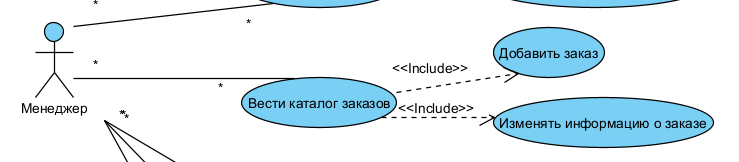 *
*
<<Include>>
Добавить заказ
*
*
Вести каталог заказов
Менеджер
<<Include>>
**
*
Изменять информацию о заказе